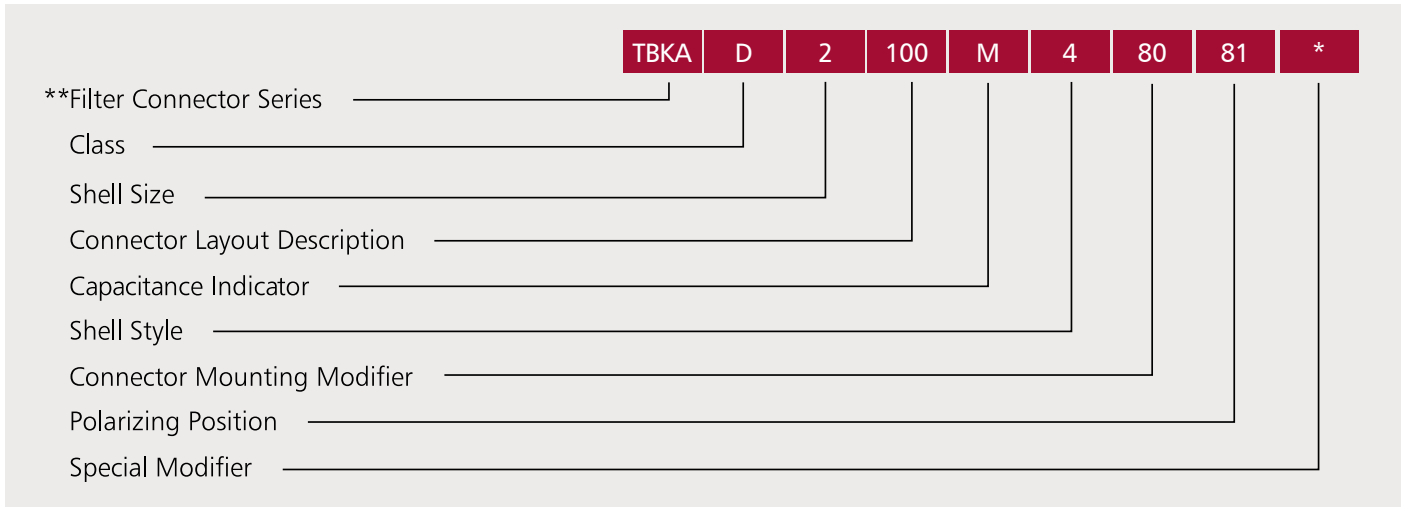 TBKA D 2 100 M 4 80 81 *
**Filter Connector Series
Class
Shell Size
Connector Layout Description
Capacitance Indicator
Shell Style
Connector Mounting Modifier
Polarizing Position
Special Modifier